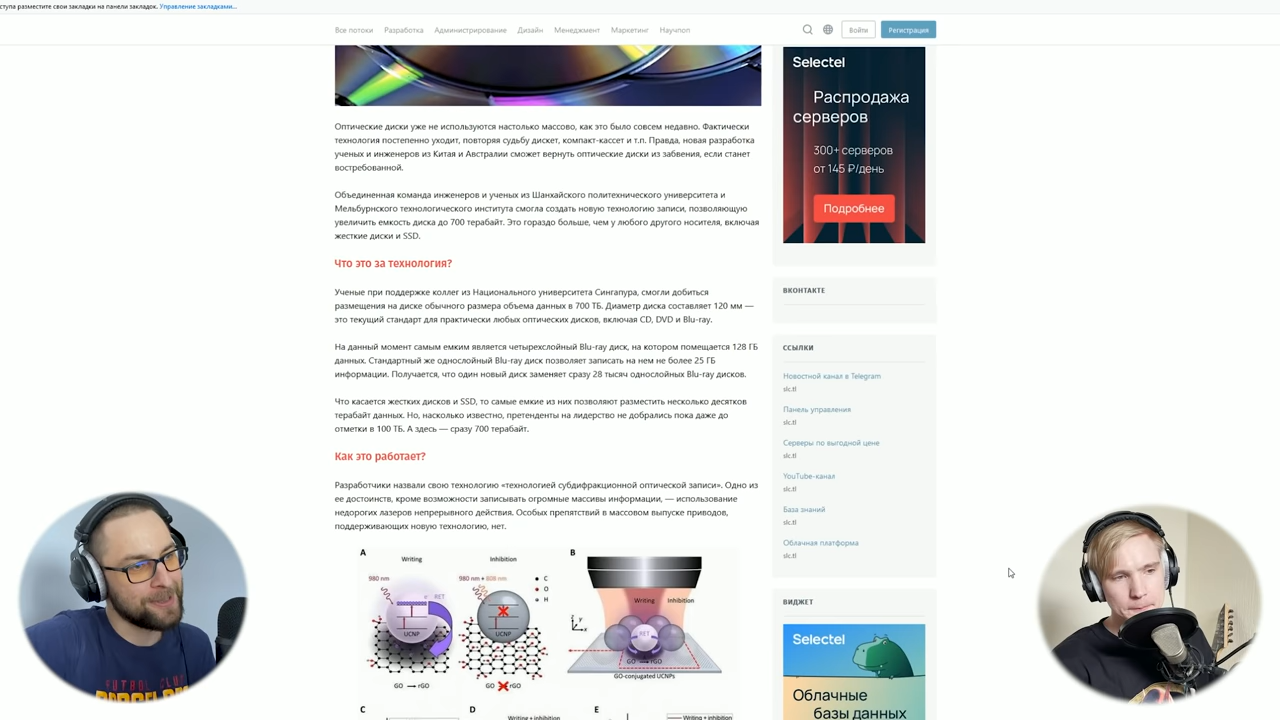 ступа разместите свои закладки на панели закладок. Управление закладками...
Все потоки Разработка Администрирование Дизайн Менеджмент Маркетинг Научпоп
Войти Регистрация
Оптические диски уже не используются настолько массово, как это было совсем недавно. Фактически
технология постепенно уходит, повторяя судьбу дискет, компакт-кассет и т.п. Правда, новая разработка
ученых и инженеров из Китая и Австралии сможет вернуть оптические диски из забвения, если станет
востребованной.
Объединенная команда инженеров и ученых из Шанхайского политехнического университета и
Мельбурнского технологического института смогла создать новую технологию записи, позволяющую
увеличить емкость диска до 700 терабайт. Это гораздо больше, чем у любого другого носителя, включая
жесткие диски и SSD.
Что это за технология?
Ученые при поддержке коллег из Национального университета Сингапура, смогли добиться
размещения на диске обычного размера объема данных в 700 ТБ. Диаметр диска составляет 120 мм —
это текущий стандарт для практически любых оптических дисков, включая CD, DVD и Blu-ray.
На данный момент самым емким является четырехслойный Blu-ray диск, на котором помещается 128 ГБ
данных. Стандартный же однослойный Blu-ray диск позволяет записать на нем не более 25 ГБ
информации. Получается, что один новый диск заменяет сразу 28 тысяч однослойных Blu-ray дисков.
Что касается жестких дисков и SSD, то самые емкие из них позволяют разместить несколько десятков
терабайт данных. Но, насколько известно, претенденты на лидерство не добрались пока даже до
отметки в 100 ТБ. А здесь — сразу 700 терабайт.
Как это работает?
Разработчики назвали свою технологию «технологией субдифракционной оптической записи». Одно из
ее достоинств, кроме возможности записывать огромные массивы информации, — использование
недорогих лазеров непрерывного действия. Особых препятствий в массовом выпуске приводов,
поддерживающих новую технологию, нет.
A Writing Inhibition B
980 nm 980 nm + 808 nm C
O
H
RET
UCNP UCNP
GO → rGO GO rGO
Writing Inhibition
z y x
RET
GO → rGO
GO-conjugated UCNPs
C D Writing + inhibition E Writing + inhibition
Selectel
Распродажа
серверов
300+ серверов
от 145 ₽/день
Подробнее
ВКОНТАКТЕ
ССЫЛКИ
Новостной канал в Telegram
slc.tl
Панель управления
slc.tl
Серверы по выгодной цене
slc.tl
YouTube-канал
slc.tl
База знаний
slc.tl
Облачная платформа
slc.tl
ВИДЖЕТ
Selectel
Облачные
базы данных
FUTBOL CLUB
BARCELO